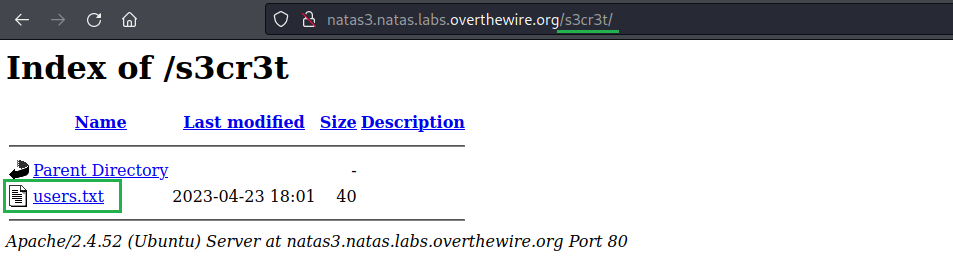 natas3.natas.labs.overthewire.org/s3cr3t/
Index of /s3cr3t
Name Last modified Size Description
Parent Directory -
users.txt 2023-04-23 18:01 40
Apache/2.4.52 (Ubuntu) Server at natas3.natas.labs.overthewire.org Port 80